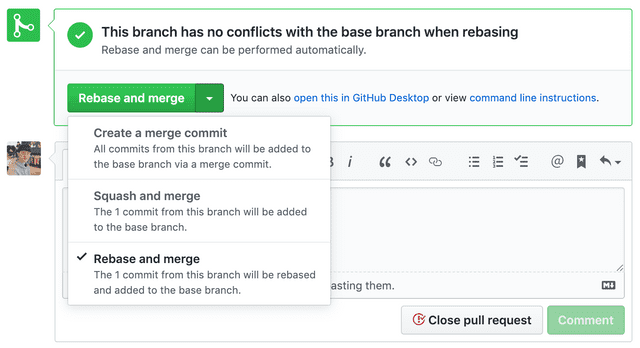 This branch has no conflicts with the base branch when rebasing
Rebase and merge can be performed automatically.
Rebase and merge
You can also open this in GitHub Desktop or view command line instructions.
Create a merge commit
All commits from this branch will be added to
the base branch via a merge commit.
Squash and merge
The 1 commit from this branch will be added
to the base branch.
Rebase and merge
The 1 commit from this branch will be rebased
and added to the base branch.
asting them.
Close pull request
Comment